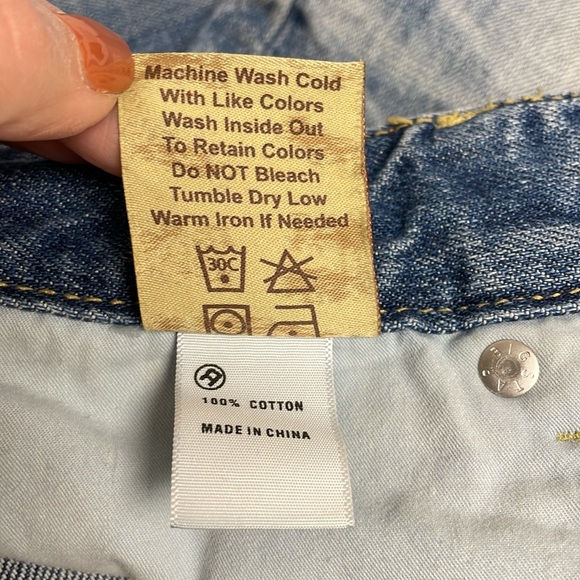 Machine Wash Cold
With Like Colors
Wash Inside Out
To Retain Colors
Do NOT Bleach
Tumble Dry Low
Warm Iron If Needed
30C
100% COTTON
MADE IN CHINA